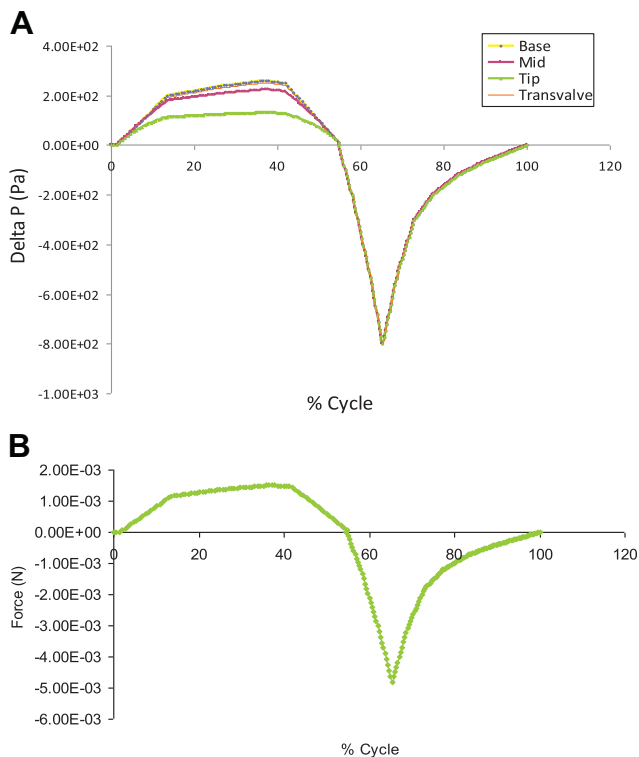 A
4.00E+02
2.00E+02
0.00E+00
-2.00E+02
-4.00E+02
-6.00E+02
-8.00E+02
-1.00E+03
Delta P (Pa)
0 20 40 60 80 100 120
% Cycle
Base
Mid
Tip
Transvalve
B
2.00E-03
1.00E-03
0.00E+00
-1.00E-03
-2.00E-03
-3.00E-03
-4.00E-03
-5.00E-03
-6.00E-03
Force (N)
0 20 40 60 80 100 120
% Cycle